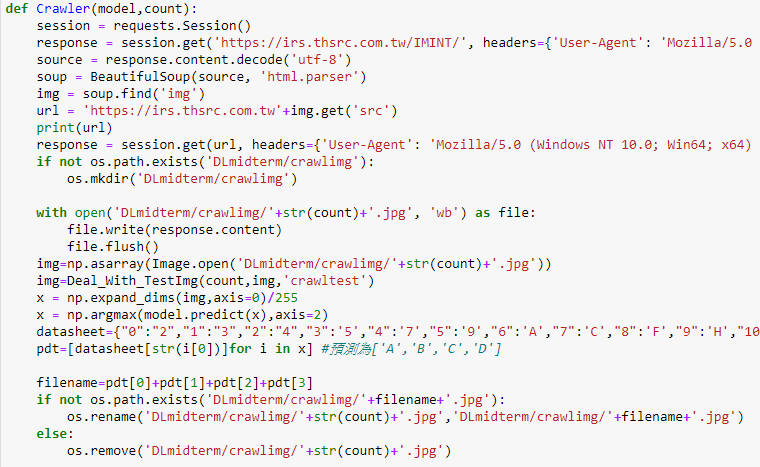 def Crawler(model,count):
    session = requests.Session()
    response = session.get('https://irs.thsrc.com.tw/IMINT/', headers={'User-Agent': 'Mozilla/5.0
    source = response.content.decode('utf-8')
    soup = BeautifulSoup(source, 'html.parser')
    img = soup.find('img')
    url = 'https://irs.thsrc.com.tw'+img.get('src')
    print(url)
    response = session.get(url, headers={'User-Agent': 'Mozilla/5.0 (Windows NT 10.0; Win64; x64)
    if not os.path.exists('DLmidterm/crawlimg'):
        os.mkdir('DLmidterm/crawlimg')
    with open('DLmidterm/crawlimg/'+str(count)+'.jpg', 'wb') as file:
        file.write(response.content)
        file.flush()
    img=np.asarray(Image.open('DLmidterm/crawlimg/'+str(count)+'.jpg'))
    img=Deal_With_TestImg(count,img,'crawltest')
    x = np.expand_dims(img,axis=0)/255
    x = np.argmax(model.predict(x),axis=2)
    datasheet={"0":"2","1":"3","2":"4","3":'5',"4":'7',"5":'9',"6":'A',"7":'C',"8":'F',"9":'H',"10
    pdt=[datasheet[str(i[0])]for i in x] #預測為['A','B','C','D']
    filename=pdt[0]+pdt[1]+pdt[2]+pdt[3]
    if not os.path.exists('DLmidterm/crawlimg/'+filename+'.jpg'):
        os.rename('DLmidterm/crawlimg/'+str(count)+'.jpg','DLmidterm/crawlimg/'+filename+'.jpg')
    else:
        os.remove('DLmidterm/crawlimg/'+str(count)+'.jpg')